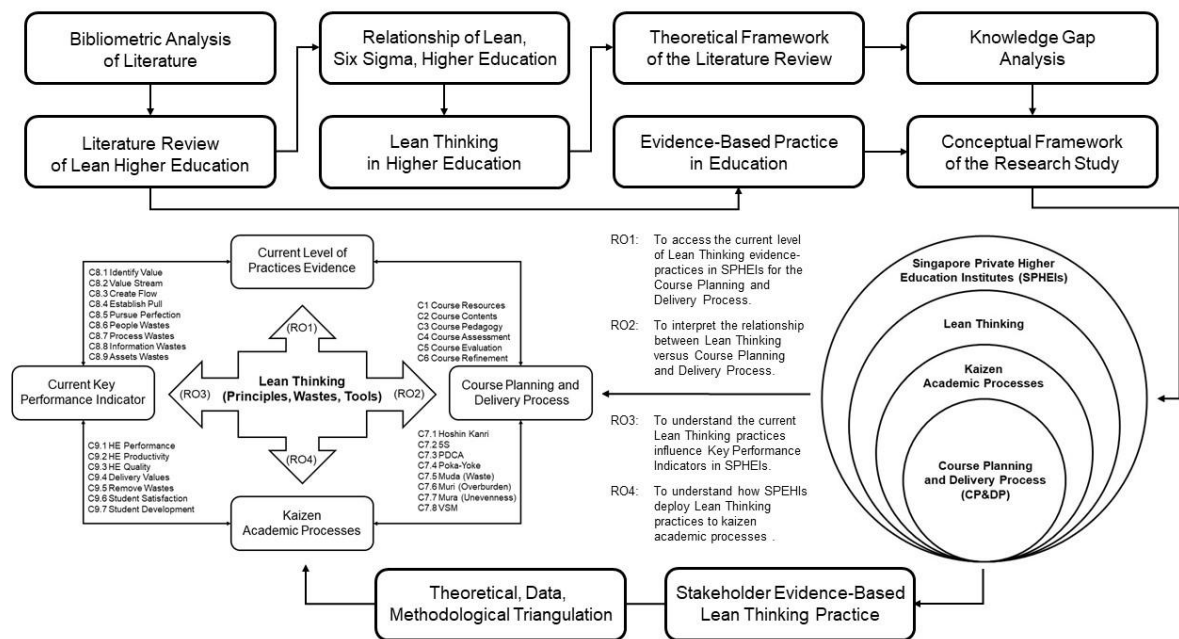 Bibliometric Analysis
of Literature
Relationship of Lean,
Six Sigma, Higher Education
Theoretical Framework
of the Literature Review
Knowledge Gap
Analysis
Literature Review
of Lean Higher Education
Lean Thinking
in Higher Education
Evidence-Based Practice
in Education
Conceptual Framework
of the Research Study
Current Level of
Practices Evidence
C8.1 Identify Value
C8.2 Value Stream
C8.3 Create Flow
C8.4 Establish Pull
C8.5 Pursue Perfection
C8.6 People Wastes
C8.7 Process Wastes
C8.8 Information Wastes
C8.9 Assets Wastes
C1 Course Resources
C2 Course Contents
C3 Course Pedagogy
C4 Course Assessment
C5 Course Evaluation
C6 Course Refinement
(RO1)
Current Key
Performance Indicator
(RO3)
Lean Thinking
(Principles, Wastes, Tools)
(RO2)
Course Planning and
Delivery Process
(RO4)
C9.1 HE Performance
C9.2 HE Productivity
C9.3 HE Quality
C9.4 Delivery Values
C9.5 Remove Wastes
C9.6 Student Satisfaction
C9.7 Student Development
C7.1 Hoshin Kanri
C7.2 5S
C7.3 PDCA
C7.4 Poka-Yoke
C7.5 Muda (Waste)
C7.6 Muri (Overburden)
C7.7 Mura (Unevenness)
C7.8 VSM
Kaizen
Academic Processes
RO1: To access the current level
of Lean Thinking evidence-
practices in SPHEIs for the
Course Planning and
Delivery Process.
RO2: To interpret the relationship
between Lean Thinking
versus Course Planning
and Delivery Process.
RO3: To understand the current
Lean Thinking practices
influence Key Performance
Indicators in SPHEIs.
RO4: To understand how SPEHIs
deploy Lean Thinking
practices to kaizen
academic processes .
Singapore Private Higher
Education Institutes (SPHEIs)
Lean Thinking
Kaizen
Academic Processes
Course Planning
and Delivery Process
(CP&DP)
Theoretical, Data,
Methodological Triangulation
Stakeholder Evidence-Based
Lean Thinking Practice